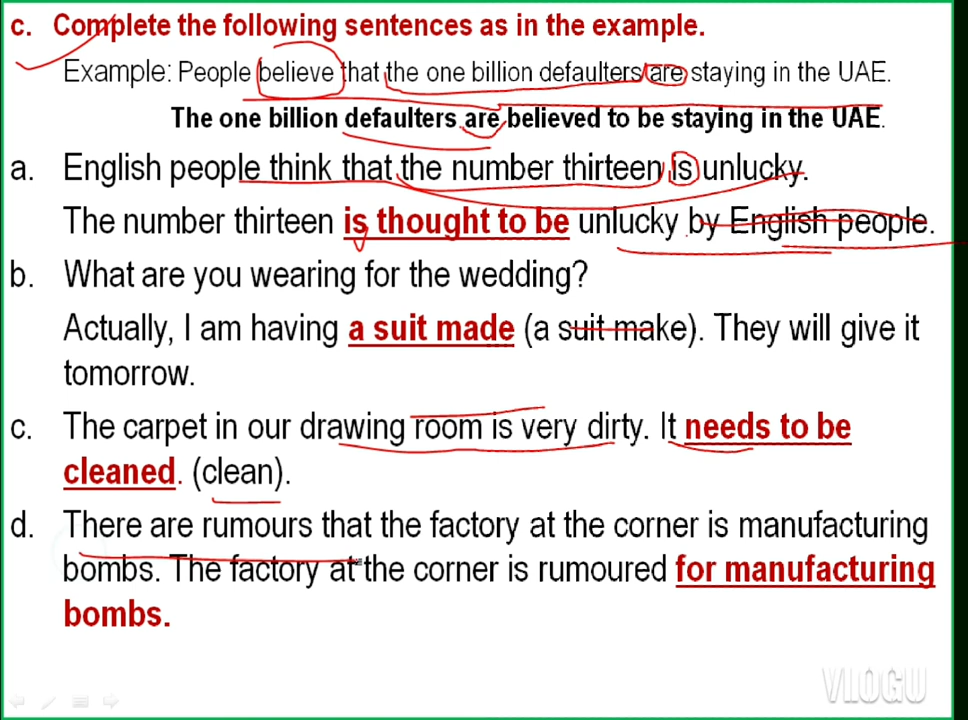 c. Complete the following sentences as in the example.
Example: People believe that the one billion defaulters are staying in the UAE.
The one billion defaulters are believed to be staying in the UAE.
a. English people think that the number thirteen is unlucky.
The number thirteen is thought to be unlucky by English people.
b. What are you wearing for the wedding?
Actually, I am having a suit made (a suit make). They will give it
tomorrow.
c. The carpet in our drawing room is very dirty. It needs to be
cleaned. (clean).
d. There are rumours that the factory at the corner is manufacturing
bombs. The factory at the corner is rumoured for manufacturing
bombs.
VLOGU